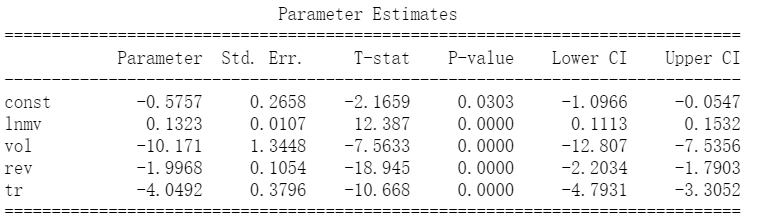 Parameter Estimates
==============================================================================
Parameter Std. Err. T-stat P-value Lower CI Upper CI
------------------------------------------------------------------------------
const -0.5757 0.2658 -2.1659 0.0303 -1.0966 -0.0547
lnmv 0.1323 0.0107 12.387 0.0000 0.1113 0.1532
vol -10.171 1.3448 -7.5633 0.0000 -12.807 -7.5356
rev -1.9968 0.1054 -18.945 0.0000 -2.2034 -1.7903
tr -4.0492 0.3796 -10.668 0.0000 -4.7931 -3.3052
==============================================================================